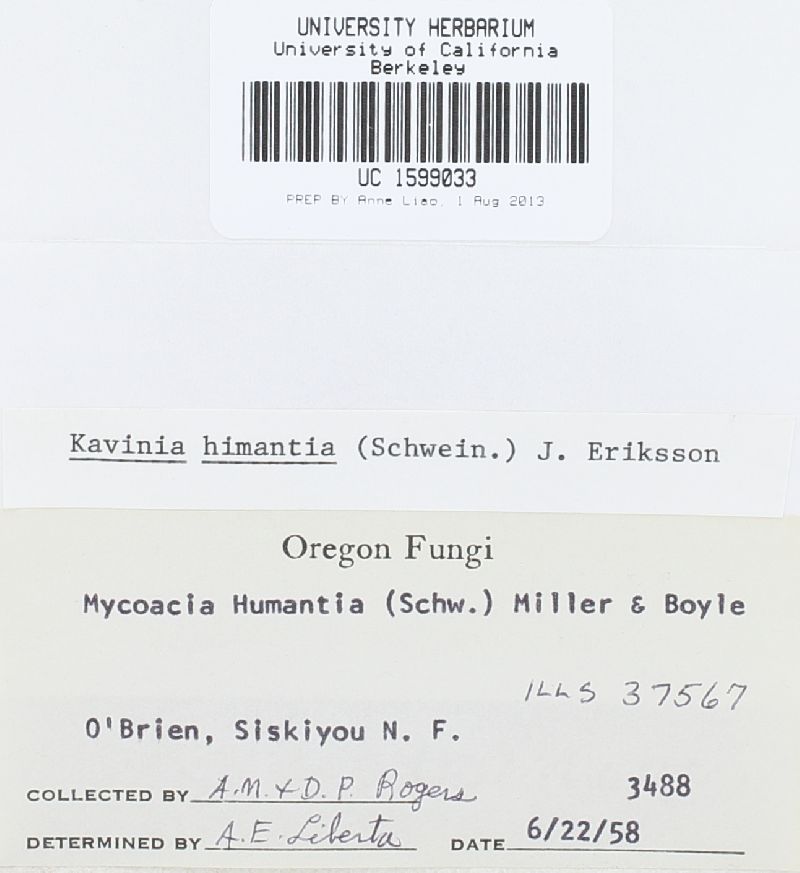 UNIVERSITY HERBARIUM
University of California
Berkeley
UC 1599033
PREP BY Anne Liao, 1 Aug 2013
Kavinia himantia (Schwein.) J. Eriksson
Oregon Fungi
Mycoacia Humantia (Schw.) Miller & Boyle
ILLS 37567
O'Brien, Siskiyou N. F.
COLLECTED BY A.M. & D. P. Rogers 3488
DETERMINED BY A.E. Liberta DATE 6/22/58